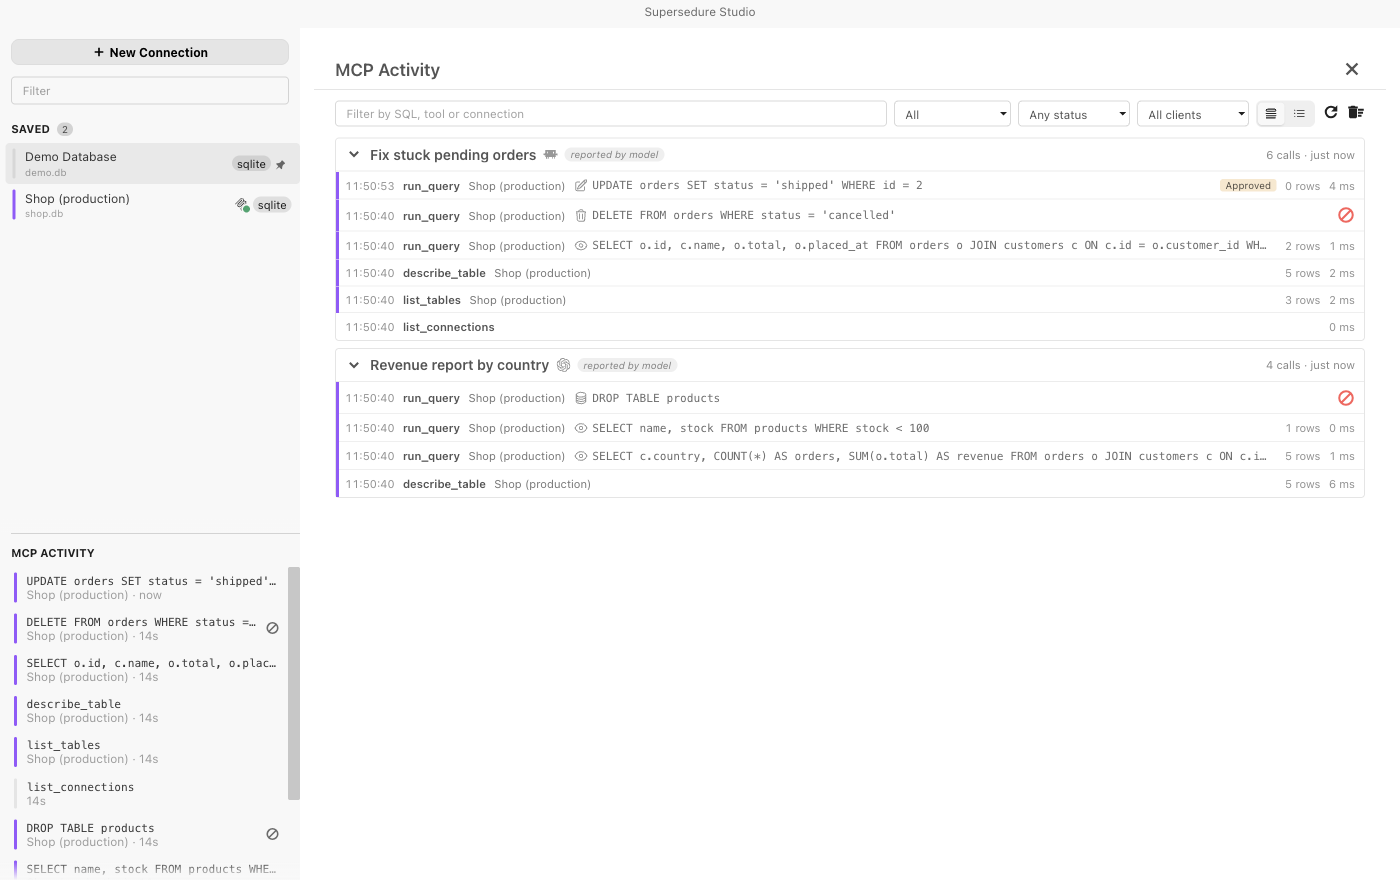 Supersedure Studio
+ New Connection
Filter
SAVED 2
Demo Database
demo.db
sqlite
Shop (production)
shop.db
sqlite
MCP ACTIVITY
UPDATE orders SET status = 'shipped'…
Shop (production) · now
DELETE FROM orders WHERE status =…
Shop (production) · 14s
SELECT o.id, c.name, o.total, o.plac…
Shop (production) · 14s
describe_table
Shop (production) · 14s
list_tables
Shop (production) · 14s
list_connections
14s
DROP TABLE products
Shop (production) · 14s
SELECT name, stock FROM products WHE…
MCP Activity
Filter by SQL, tool or connection
All
Any status
All clients
Fix stuck pending orders reported by model 6 calls · just now
11:50:53 run_query Shop (production) UPDATE orders SET status = 'shipped' WHERE id = 2 Approved 0 rows 4 ms
11:50:40 run_query Shop (production) DELETE FROM orders WHERE status = 'cancelled'
11:50:40 run_query Shop (production) SELECT o.id, c.name, o.total, o.placed_at FROM orders o JOIN customers c ON c.id = o.customer_id WH… 2 rows 1 ms
11:50:40 describe_table Shop (production) 5 rows 2 ms
11:50:40 list_tables Shop (production) 3 rows 2 ms
11:50:40 list_connections 0 ms
Revenue report by country reported by model 4 calls · just now
11:50:40 run_query Shop (production) DROP TABLE products
11:50:40 run_query Shop (production) SELECT name, stock FROM products WHERE stock < 100 1 rows 0 ms
11:50:40 run_query Shop (production) SELECT c.country, COUNT(*) AS orders, SUM(o.total) AS revenue FROM orders o JOIN customers c ON c.i… 5 rows 1 ms
11:50:40 describe_table Shop (production) 5 rows 6 ms